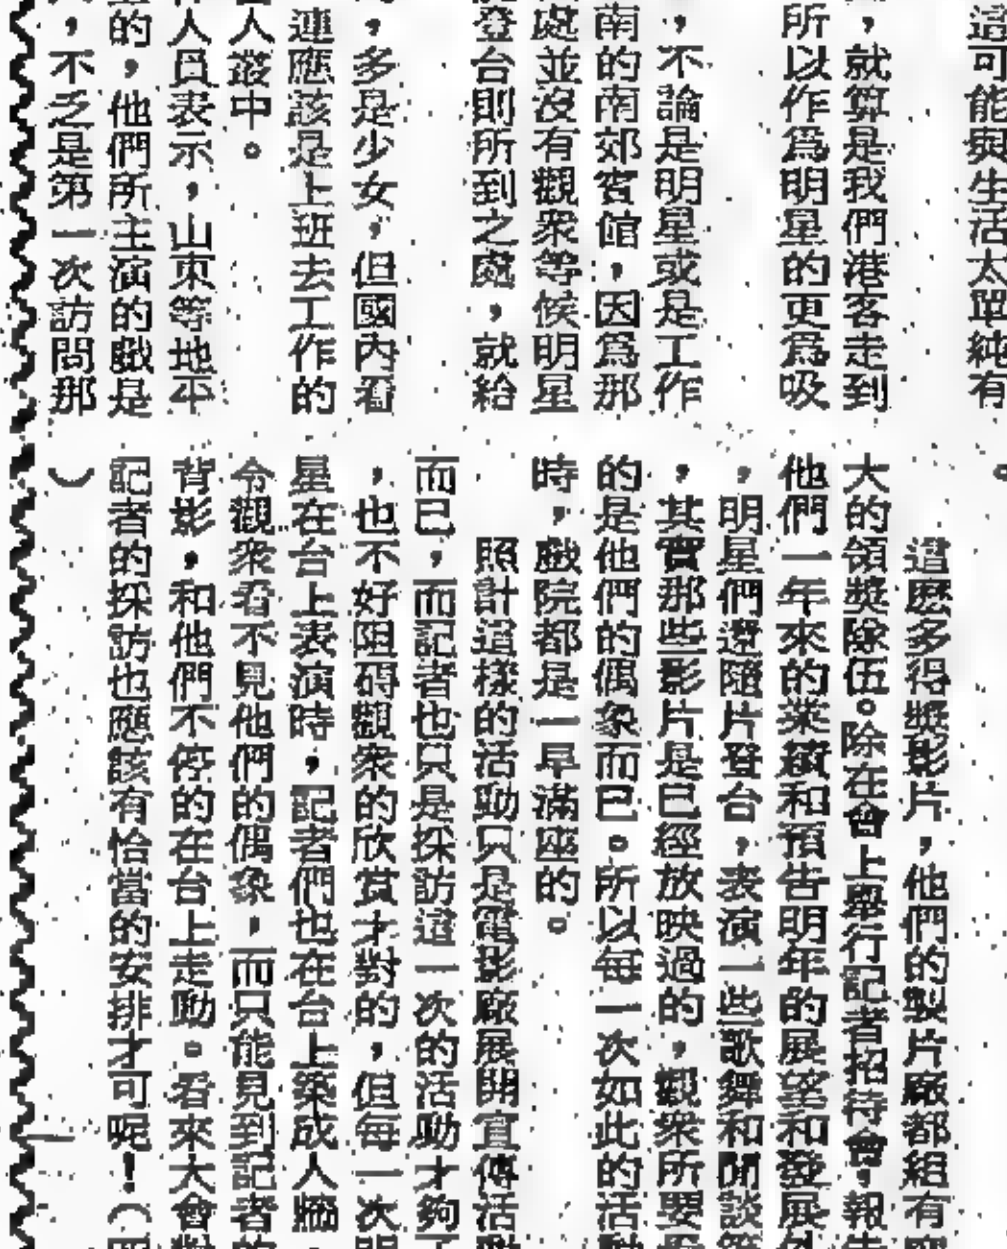 這可能與生活太單純有
，就算是我們港客走到
所以作爲明星的更爲吸
，不論是明星或是工作
南的南郊賓館，因爲那
處並沒有觀衆等候明星
登台則所到之處，就給
，多是少女，但國內看
連應該是上班去工作的
人叢中。
人員表示，山東等地平
的，他們所主演的戲是
，不乏是第一次訪問那
。
這麽多得獎影片，他們的製片廠都組有
大的領獎隊伍。除在會上舉行記者招待會，報告
他們一年來的業績和預告明年的展望和發展外
，明星們還隨片登台，表演一些歌舞和閒談等
，其實那些影片是已經放映過的，觀衆所要看
的是他們的偶象而已。所以每一次如此的活動
時，戲院都是一早滿座的。
照計這樣的活動只是電影廠展開宣傳活動
而已，而記者也只是採訪這一次的活動才夠了
，也不好阻碍觀衆的欣賞才對的，但每一次明
星在台上表演時，記者們也在台上築成人牆，
令觀衆看不見他們的偶象，而只能見到記者的
背影，和他們不停的在台上走動。看來大會對
記者的採訪也應該有恰當的安排才可呢！（四
）